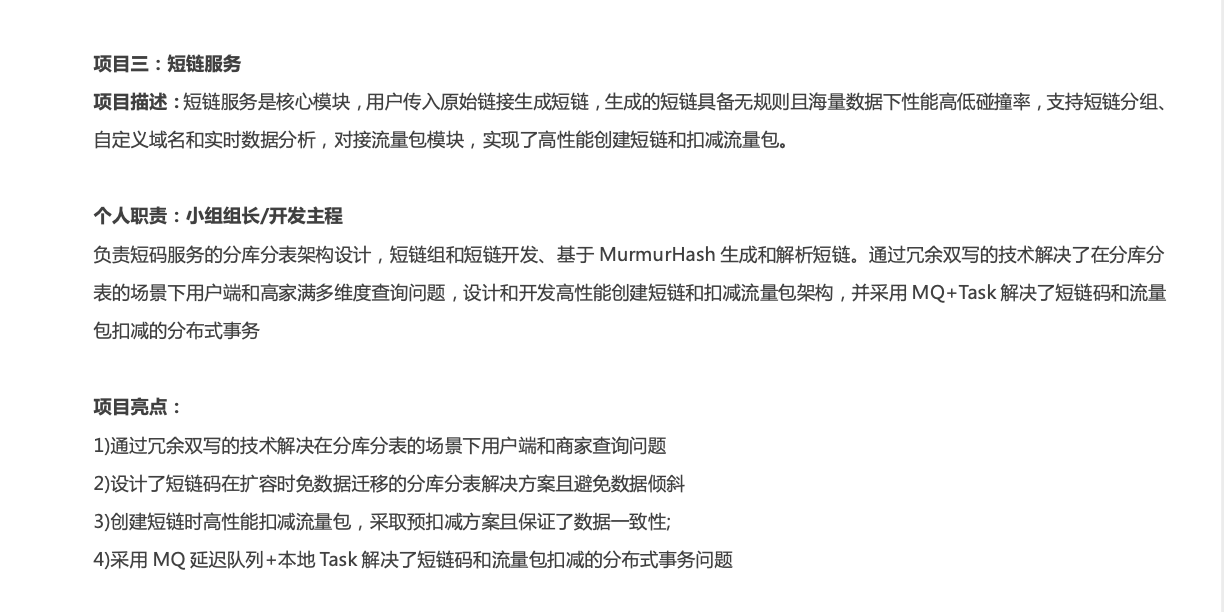 项目三：短链服务
项目描述：短链服务是核心模块，用户传入原始链接生成短链，生成的短链具备无规则且海量数据下性能高低碰撞率，支持短链分组、
自定义域名和实时数据分析，对接流量包模块，实现了高性能创建短链和扣减流量包。
个人职责：小组组长/开发主程
负责短码服务的分库分表架构设计，短链组和短链开发、基于 MurmurHash 生成和解析短链。通过冗余双写的技术解决了在分库分
表的场景下用户端和高家满多维度查询问题，设计和开发高性能创建短链和扣减流量包架构，并采用 MQ+Task 解决了短链码和流量
包扣减的分布式事务
项目亮点：
1)通过冗余双写的技术解决在分库分表的场景下用户端和商家查询问题
2)设计了短链码在扩容时免数据迁移的分库分表解决方案且避免数据倾斜
3)创建短链时高性能扣减流量包，采取预扣减方案且保证了数据一致性;
4)采用 MQ 延迟队列+本地 Task 解决了短链码和流量包扣减的分布式事务问题